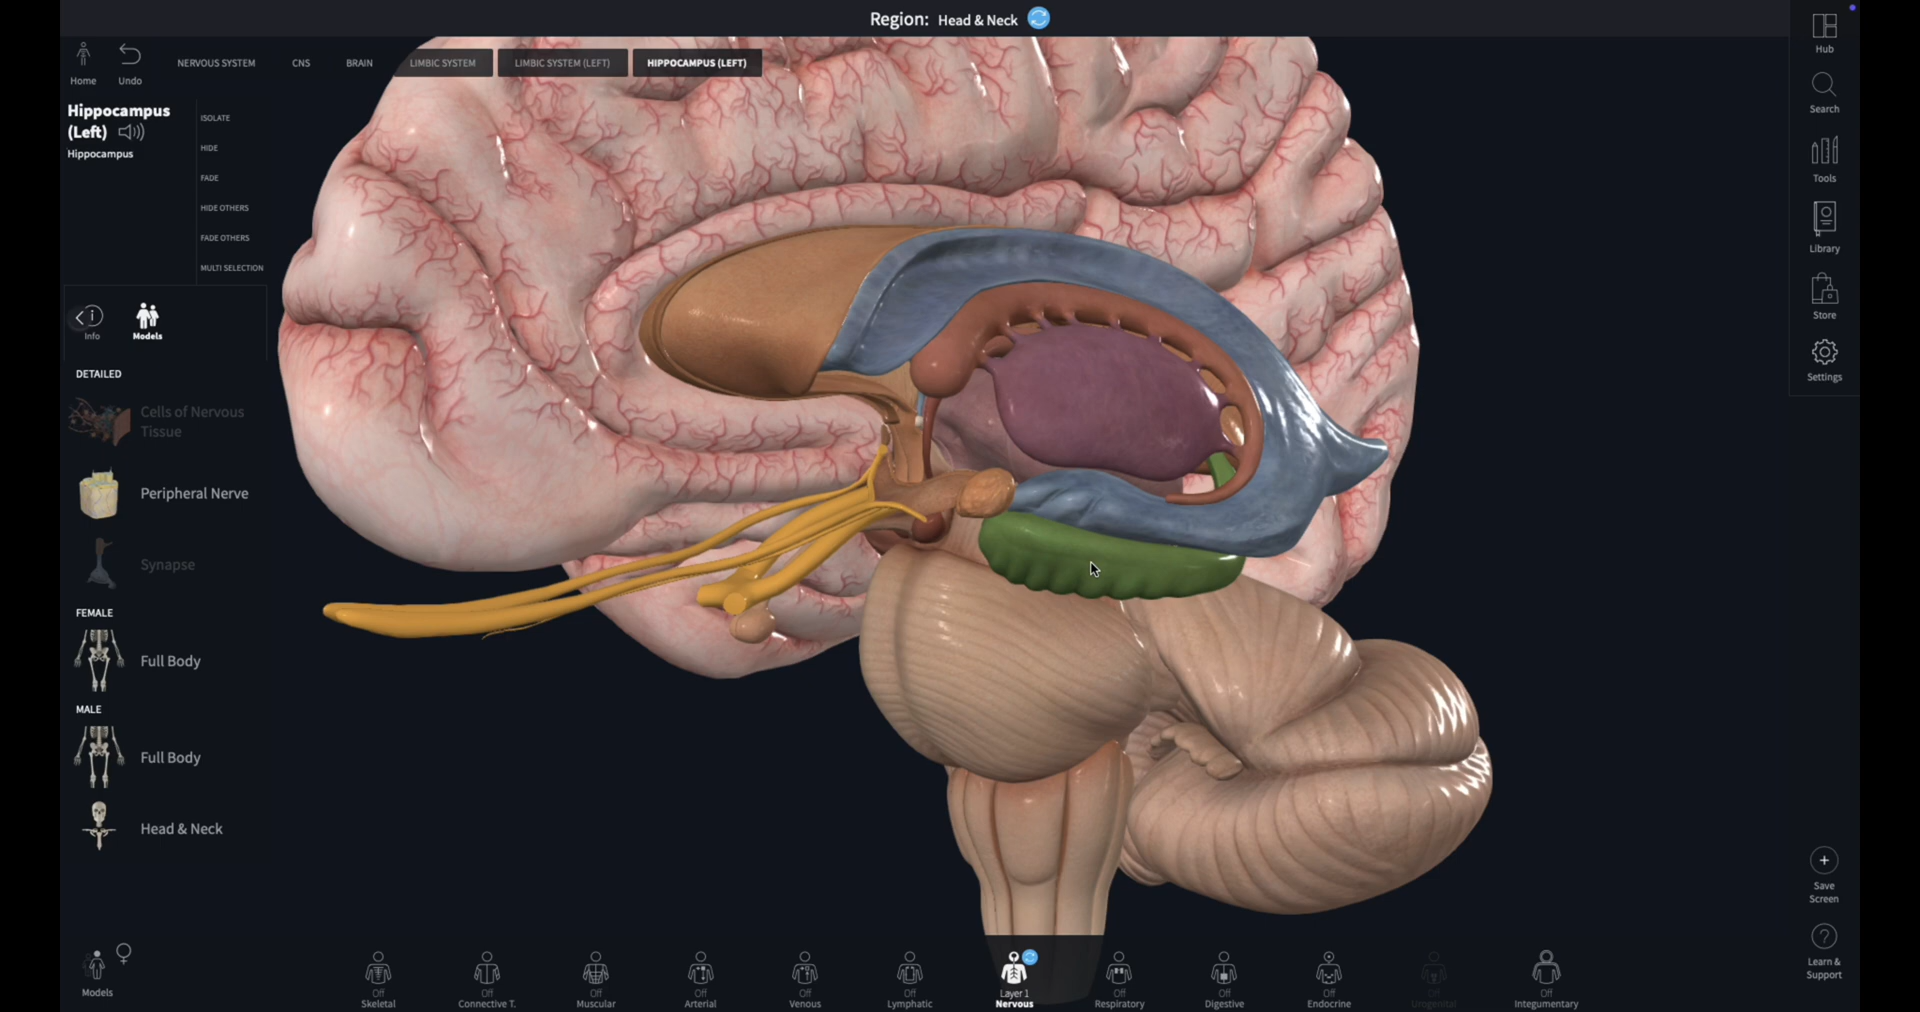 Region: Head & Neck
Home
Undo
NERVOUS SYSTEM
CNS
BRAIN
LIMBIC SYSTEM
LIMBIC SYSTEM (LEFT)
HIPPOCAMPUS (LEFT)
Hippocampus
(Left)
Hippocampus
ISOLATE
HIDE
FADE
HIDE OTHERS
FADE OTHERS
MULTI SELECTION
Info
Models
DETAILED
Cells of Nervous
Tissue
Peripheral Nerve
Synapse
FEMALE
Full Body
MALE
Full Body
Head & Neck
Models
Hub
Search
Tools
Library
Store
Settings
Save
Screen
Learn &
Support
Off
Skeletal
Off
Connective T.
Off
Muscular
Off
Arterial
Off
Venous
Off
Lymphatic
Layer 1
Nervous
Off
Respiratory
Off
Digestive
Off
Endocrine
Off
Urogenital
Off
Integumentary